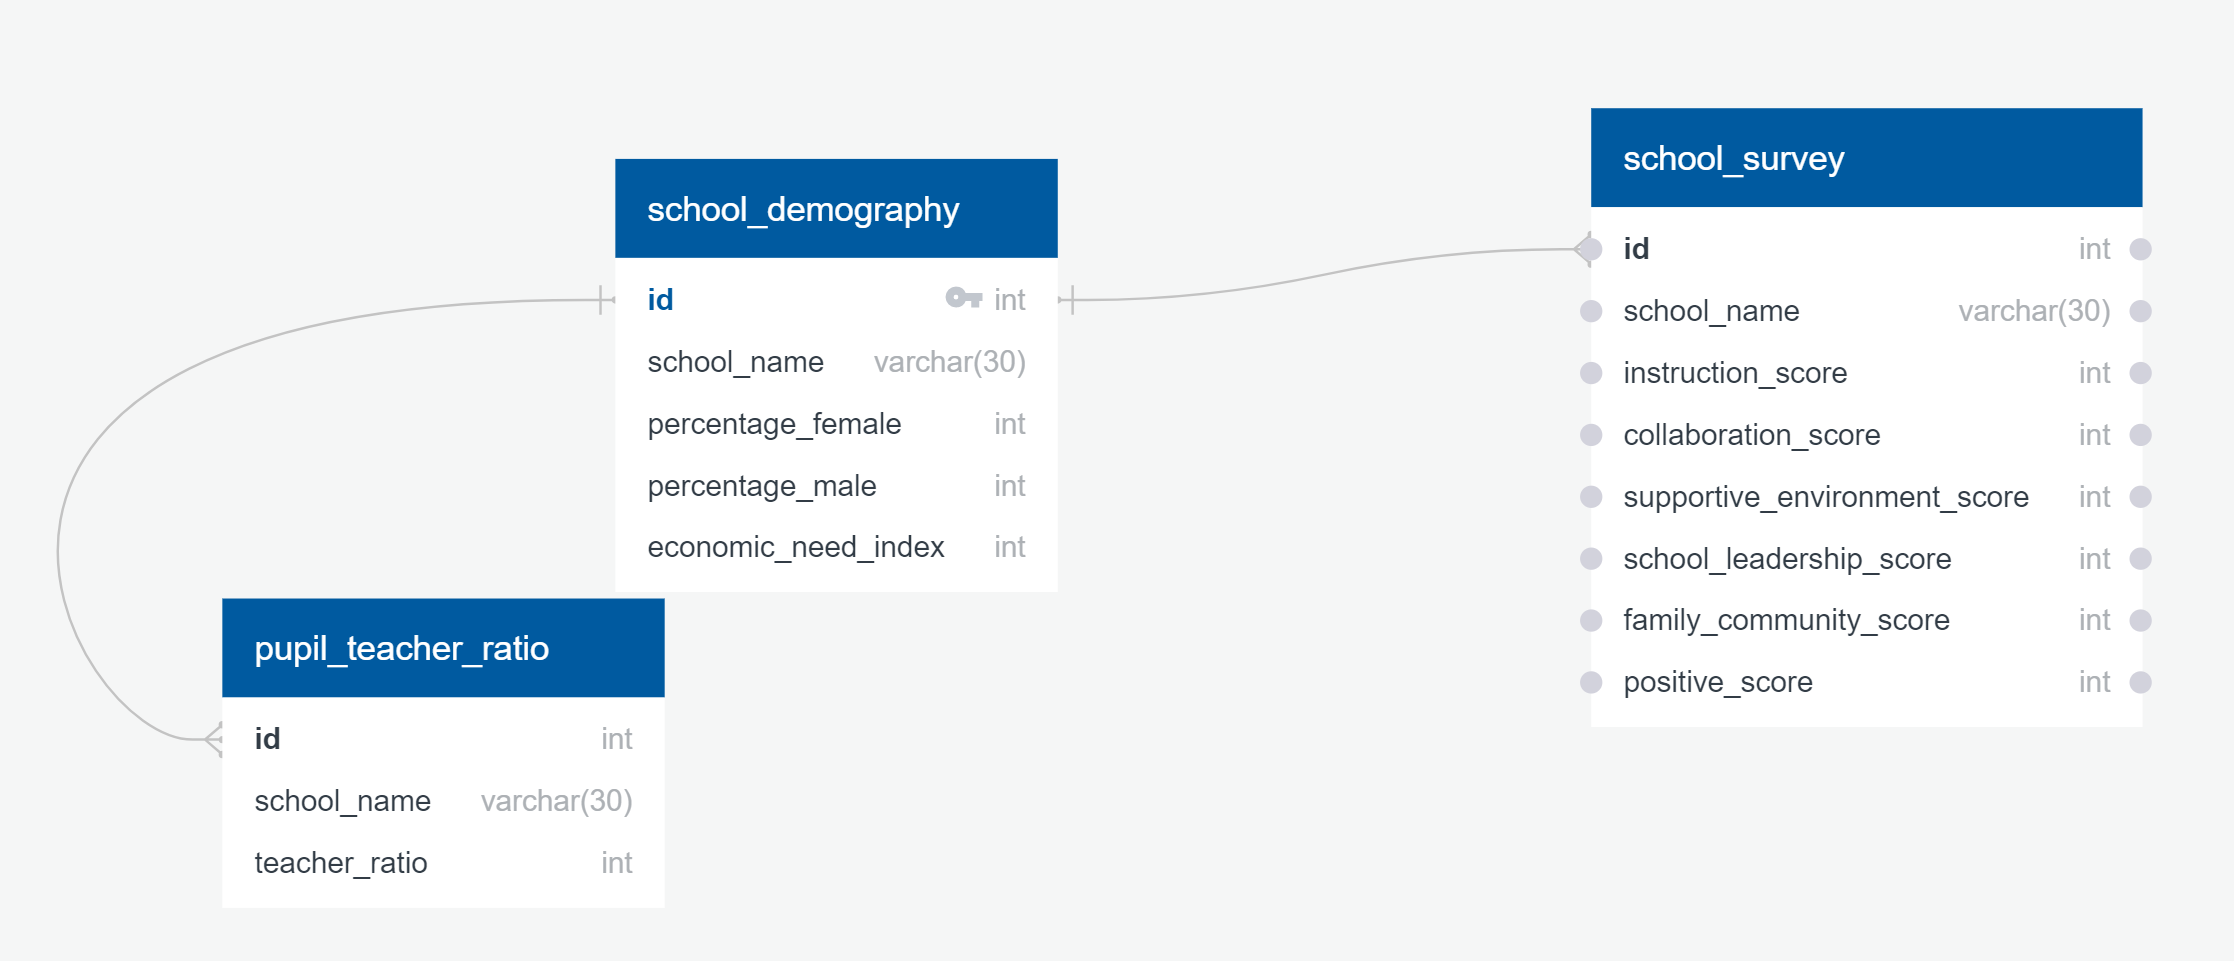 school_demography
id int
school_name varchar(30)
percentage_female int
percentage_male int
economic_need_index int
pupil_teacher_ratio
id int
school_name varchar(30)
teacher_ratio int
school_survey
id int
school_name varchar(30)
instruction_score int
collaboration_score int
supportive_environment_score int
school_leadership_score int
family_community_score int
positive_score int